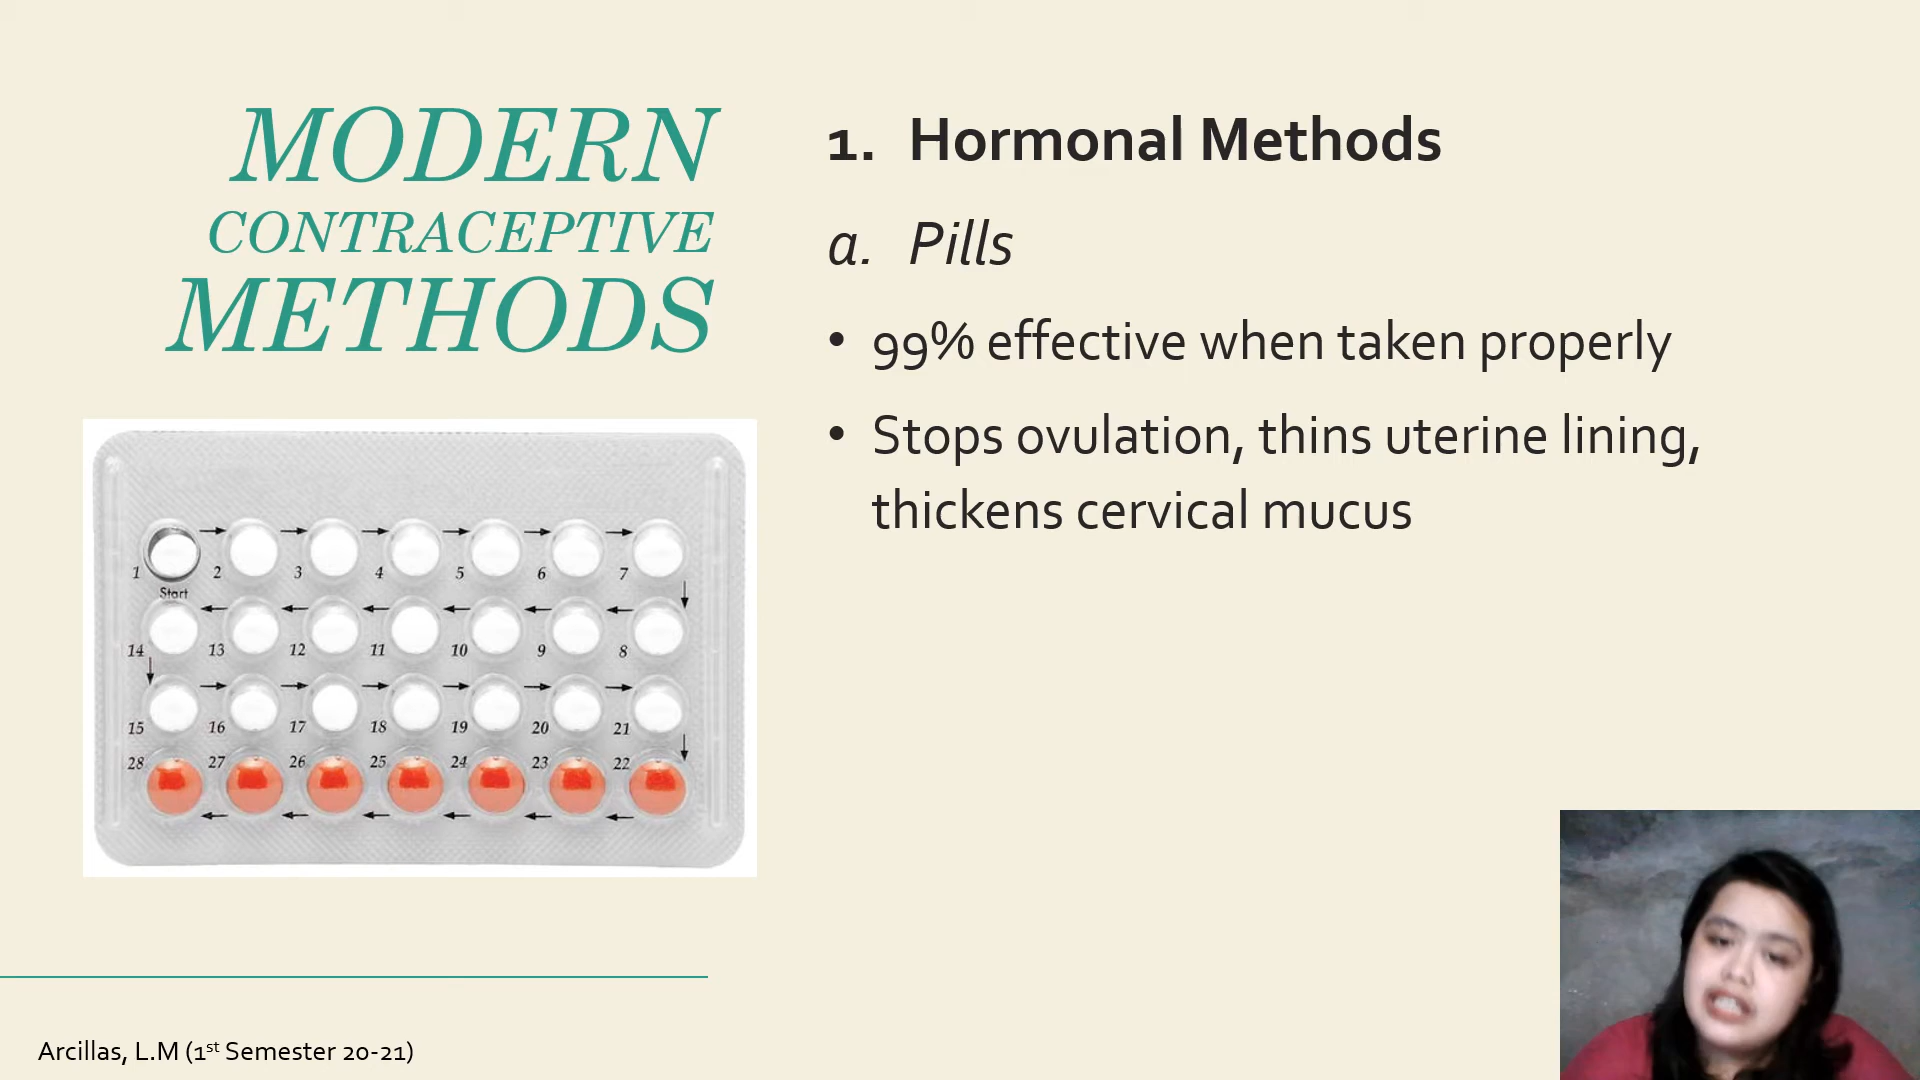 MODERN
CONTRACEPTIVE
METHODS
1. Hormonal Methods
a. Pills
• 99% effective when taken properly
• Stops ovulation, thins uterine lining,
thickens cervical mucus
1 2 3 4 5 6 7
Start
14 13 12 11 10 9 8
15 16 17 18 19 20 21
28 27 26 25 24 23 22
Arcillas, L.M (1st Semester 20-21)